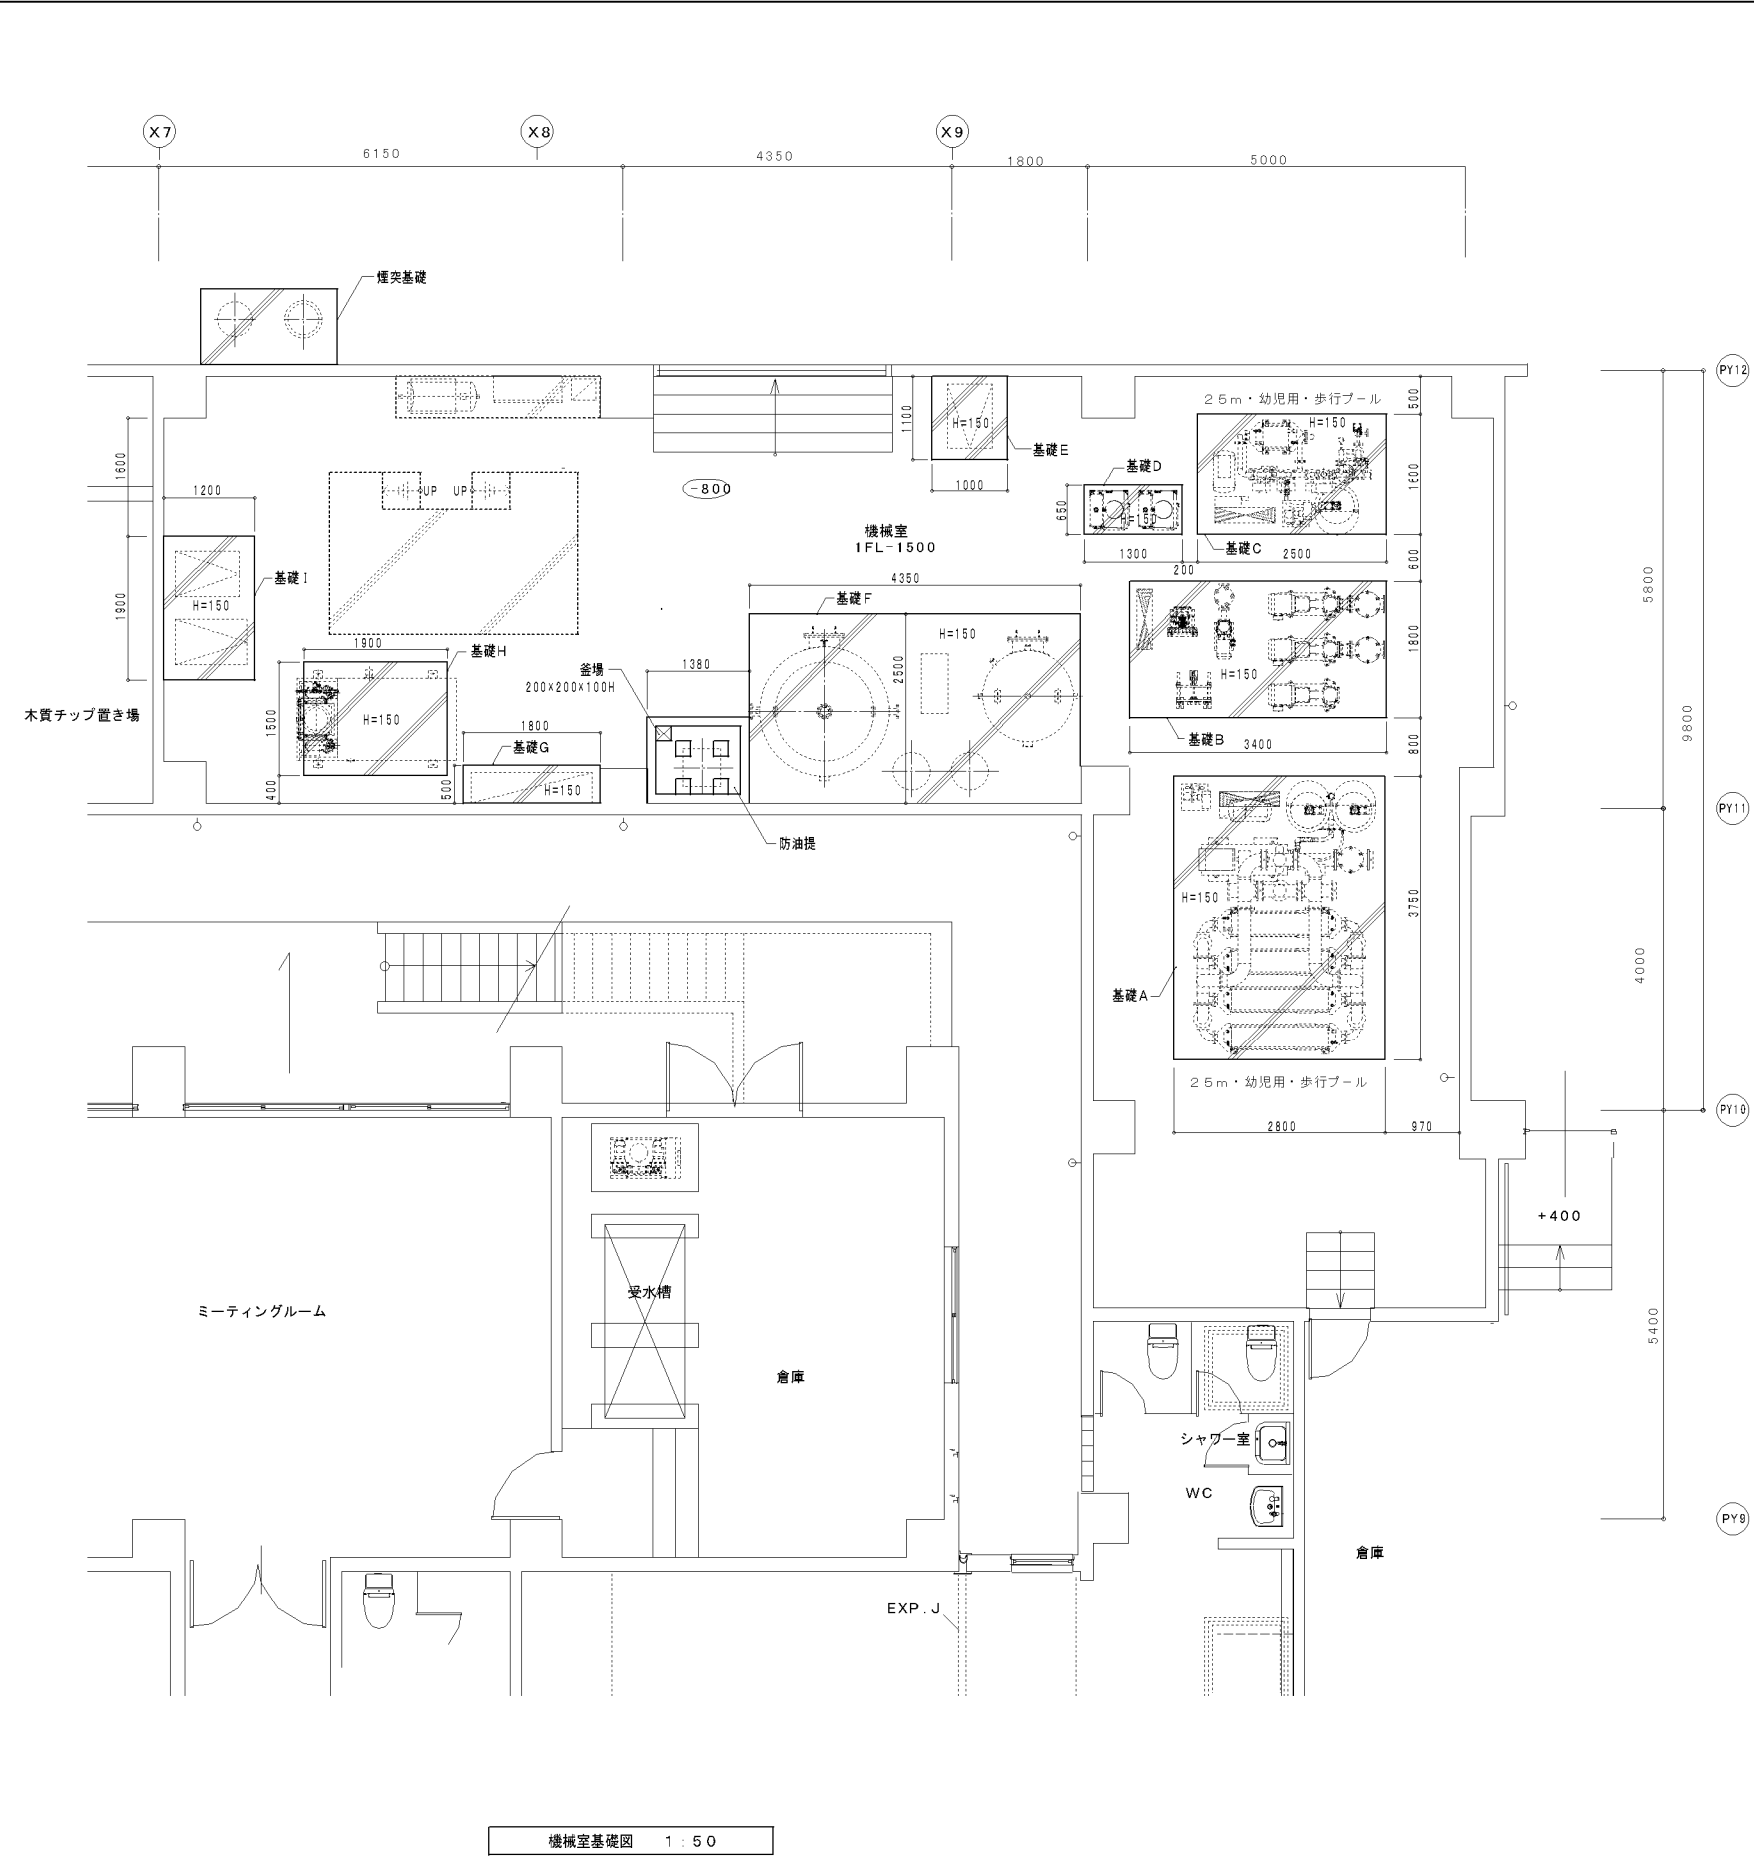 X7
X8
X9
6150
4350
1800
5000
煙突基礎
PY12
25m・幼児用・歩行プール
500
H=150
H=150
1100
基礎E
1000
1600
1600
1200
UP
UP
-800
基礎D
650
H=150
機械室
1FL-1500
1300
基礎C
2500
200
600
基礎I
4350
5800
1900
H=150
基礎F
H=150
1800
1900
基礎H
釜場
200×200×100H
1380
2500
H=150
木質チップ置き場
1500
H=150
1800
基礎G
基礎B
3400
9800
800
400
500
H=150
PY11
防油提
H=150
3750
4000
基礎A
25m・幼児用・歩行プール
PY10
2800
970
+400
受水槽
ミーティングルーム
5400
倉庫
シャワー室
WC
PY9
倉庫
EXP.J
機械室基礎図 1:50